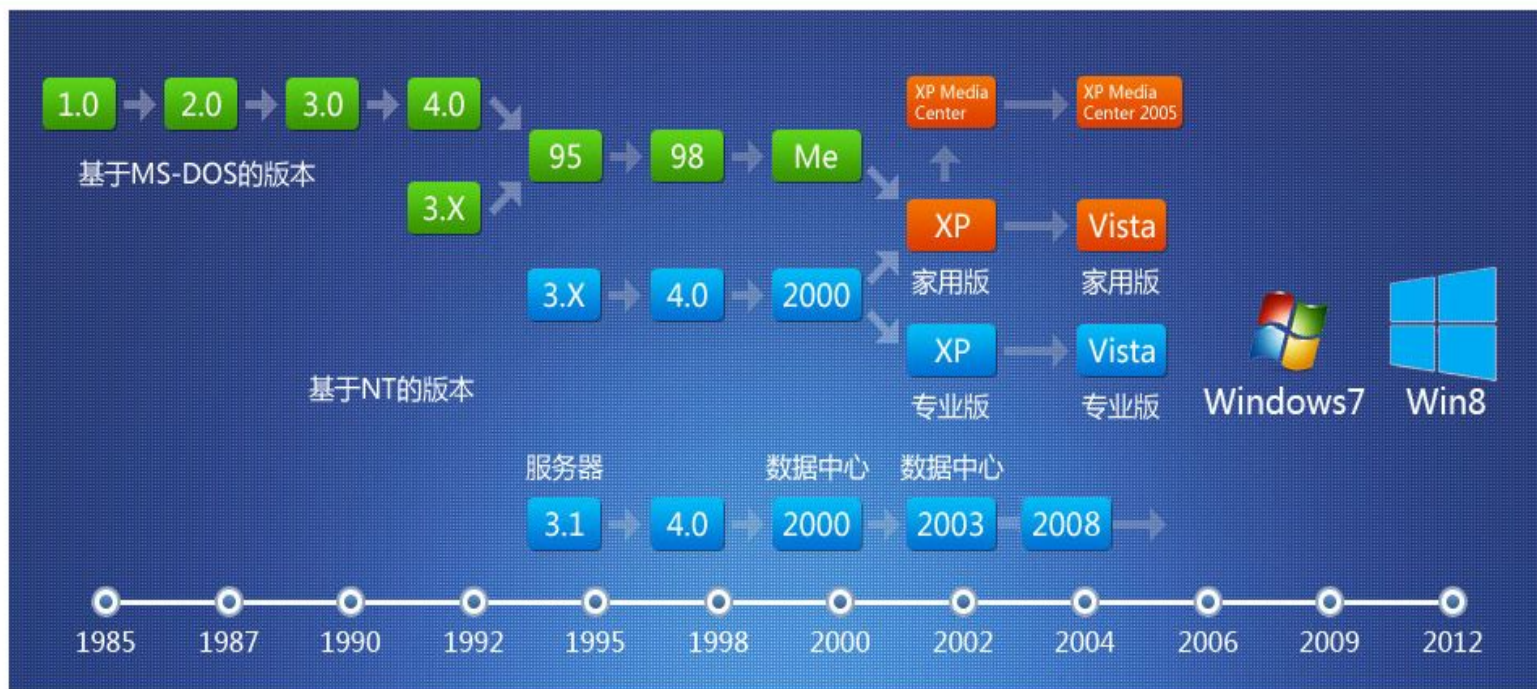 1.0
2.0
3.0
4.0
XP Media
Center
XP Media
Center 2005
95
98
Me
基于MS-DOS的版本
3.X
XP
Vista
家用版
家用版
3.X
4.0
2000
XP
Vista
专业版
专业版
基于NT的版本
Windows7
Win8
服务器
数据中心
数据中心
3.1
4.0
2000
2003
2008
1985
1987
1990
1992
1995
1998
2000
2002
2004
2006
2009
2012